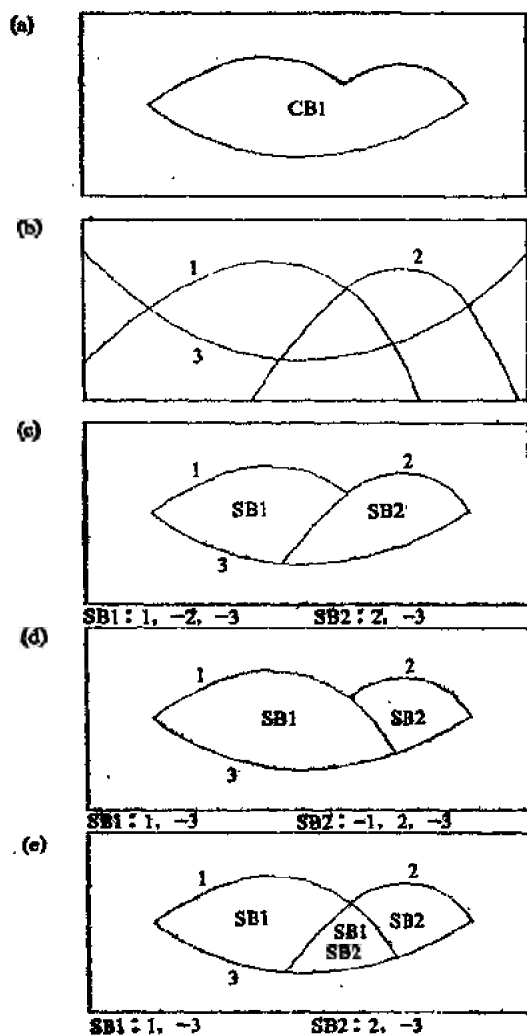 (a)
CB1
(b)
1
2
3
(c)
1
2
SB1
SB2
3
SB1: 1, -2, -3 SB2: 2, -3
(d)
1
2
SB1
SB2
3
SB1: 1, -3 SB2: -1, 2, -3
(e)
1
2
SB1
SB1
SB2
SB2
3
SB1: 1, -3 SB2: 2, -3